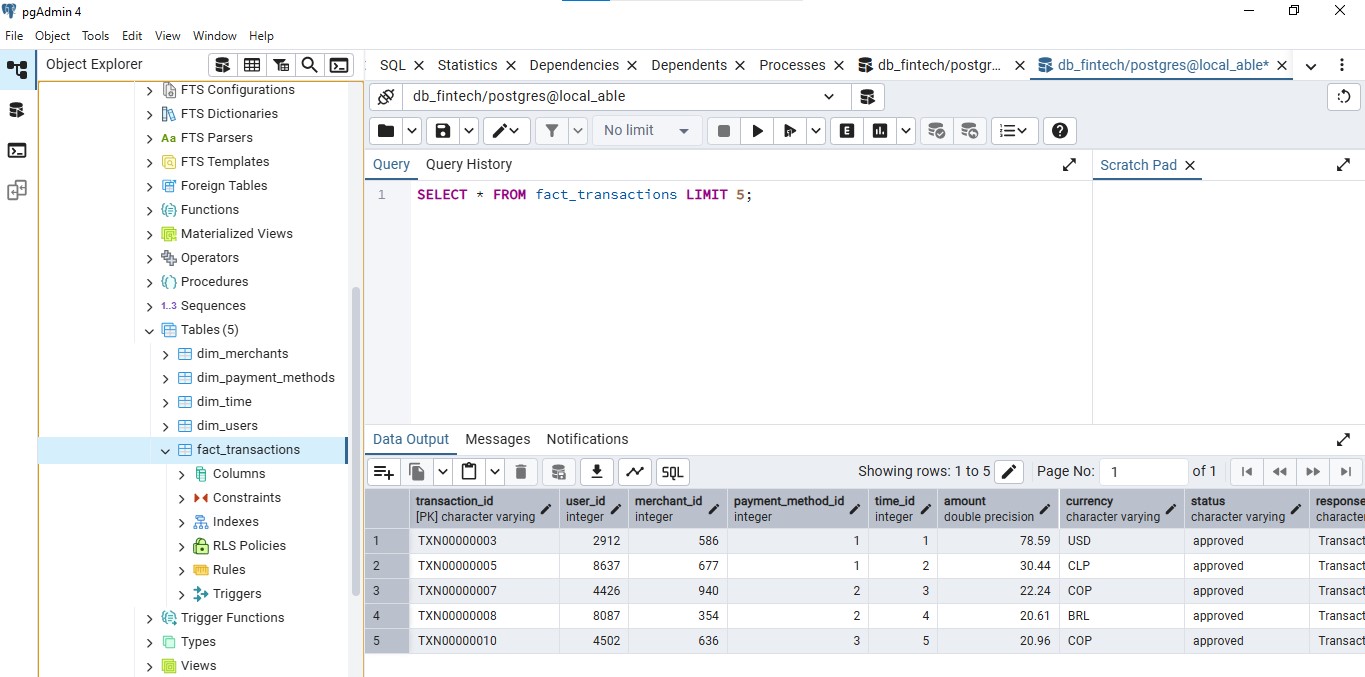 pgAdmin 4
File Object Tools Edit View Window Help
Object Explorer
SQL Statistics Dependencies Dependents Processes db_fintech/postgr... db_fintech/postgres@local_able*
db_fintech/postgres@local_able
No limit
Query Query History
Scratch Pad
1 SELECT * FROM fact_transactions LIMIT 5;
FTS Configurations
FTS Dictionaries
Aa FTS Parsers
FTS Templates
Foreign Tables
Functions
Materialized Views
Operators
Procedures
1..3 Sequences
Tables (5)
dim_merchants
dim_payment_methods
dim_time
dim_users
fact_transactions
Columns
Constraints
Indexes
RLS Policies
Rules
Triggers
Trigger Functions
Types
Views
Data Output Messages Notifications
SQL Showing rows: 1 to 5 Page No: 1 of 1
transaction_id user_id merchant_id payment_method_id time_id amount currency status response
[PK] character varying integer integer integer integer double precision character varying character varying characte
1 TXN00000003 2912 586 1 1 78.59 USD approved Transact
2 TXN00000005 8637 677 1 2 30.44 CLP approved Transact
3 TXN00000007 4426 940 2 3 22.24 COP approved Transact
4 TXN00000008 8087 354 2 4 20.61 BRL approved Transact
5 TXN00000010 4502 636 3 5 20.96 COP approved Transact